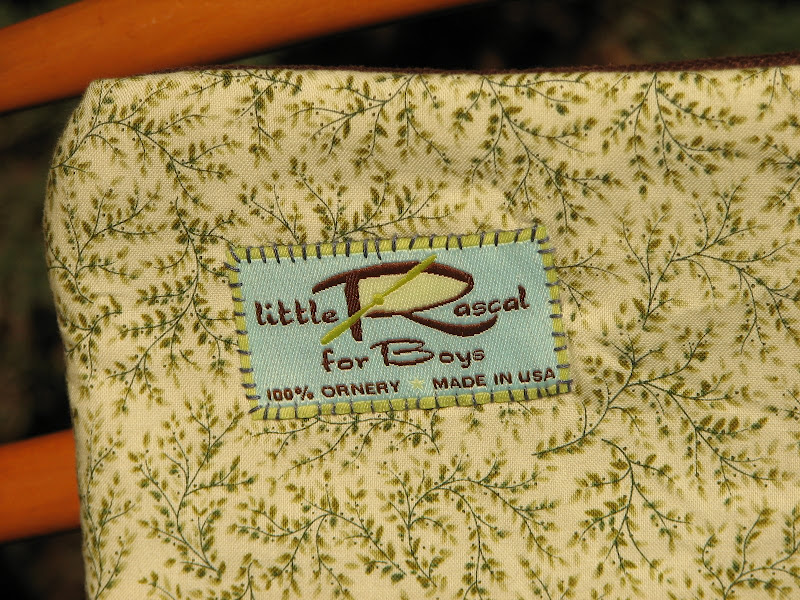 little Rascal
for Boys
100% ORNERY MADE IN USA